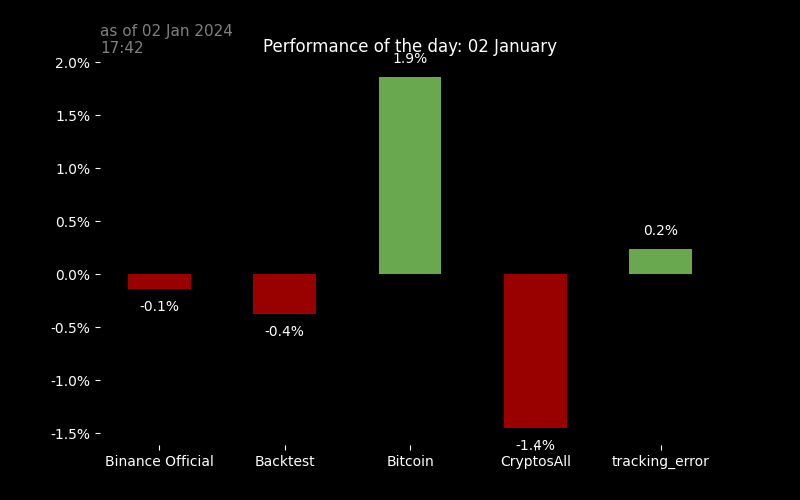 as of 02 Jan 2024
17:42
Performance of the day: 02 January
2.0%
1.5%
1.0%
0.5%
0.0%
-0.5%
-1.0%
-1.5%
-0.1%
-0.4%
1.9%
-1.4%
0.2%
Binance Official
Backtest
Bitcoin
CryptosAll
tracking_error